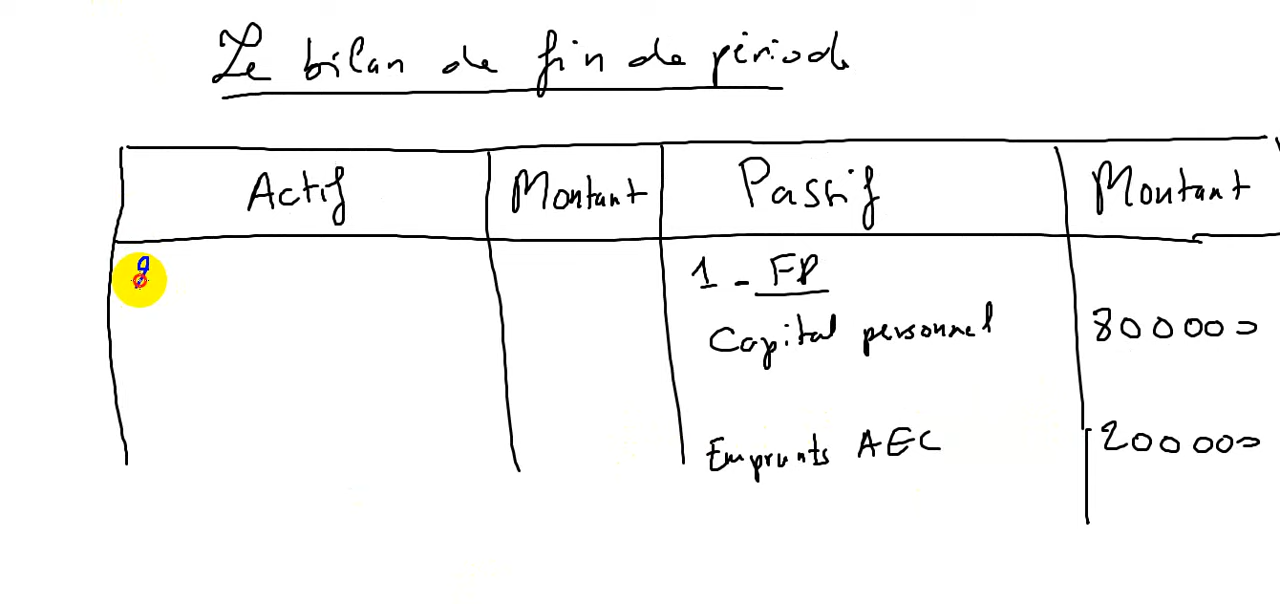 Le bilan de fin de période
Actif Montant Passif Montant
1 - FP
Capital personnel 800000
Emprunts AEC 200000